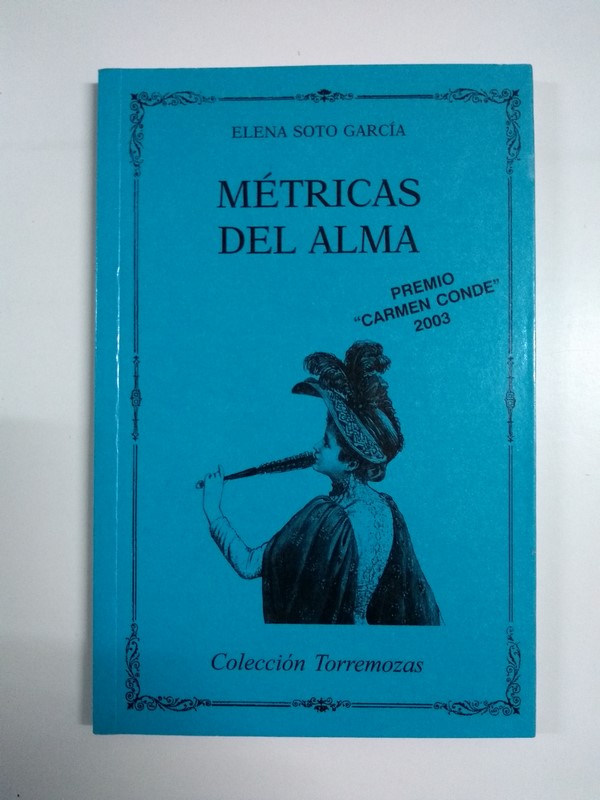 ELENA SOTO GARCÍA
MÉTRICAS
DEL ALMA
PREMIO
“CARMEN CONDE”
2003
Colección Torremozas